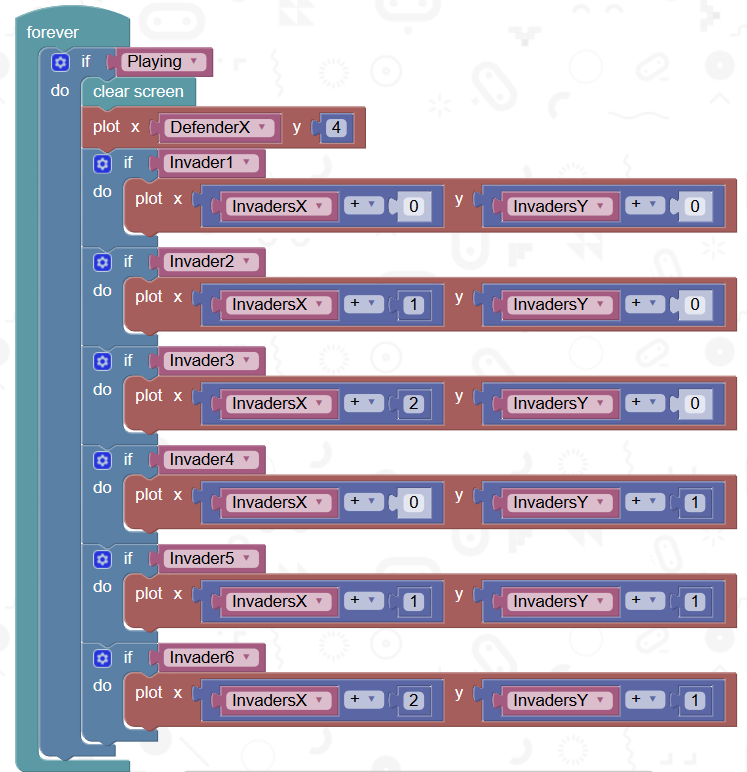 forever
if Playing
do clear screen
plot x DefenderX y 4
if Invader1
do plot x InvadersX + 0 y InvadersY + 0
if Invader2
do plot x InvadersX + 1 y InvadersY + 0
if Invader3
do plot x InvadersX + 2 y InvadersY + 0
if Invader4
do plot x InvadersX + 0 y InvadersY + 1
if Invader5
do plot x InvadersX + 1 y InvadersY + 1
if Invader6
do plot x InvadersX + 2 y InvadersY + 1